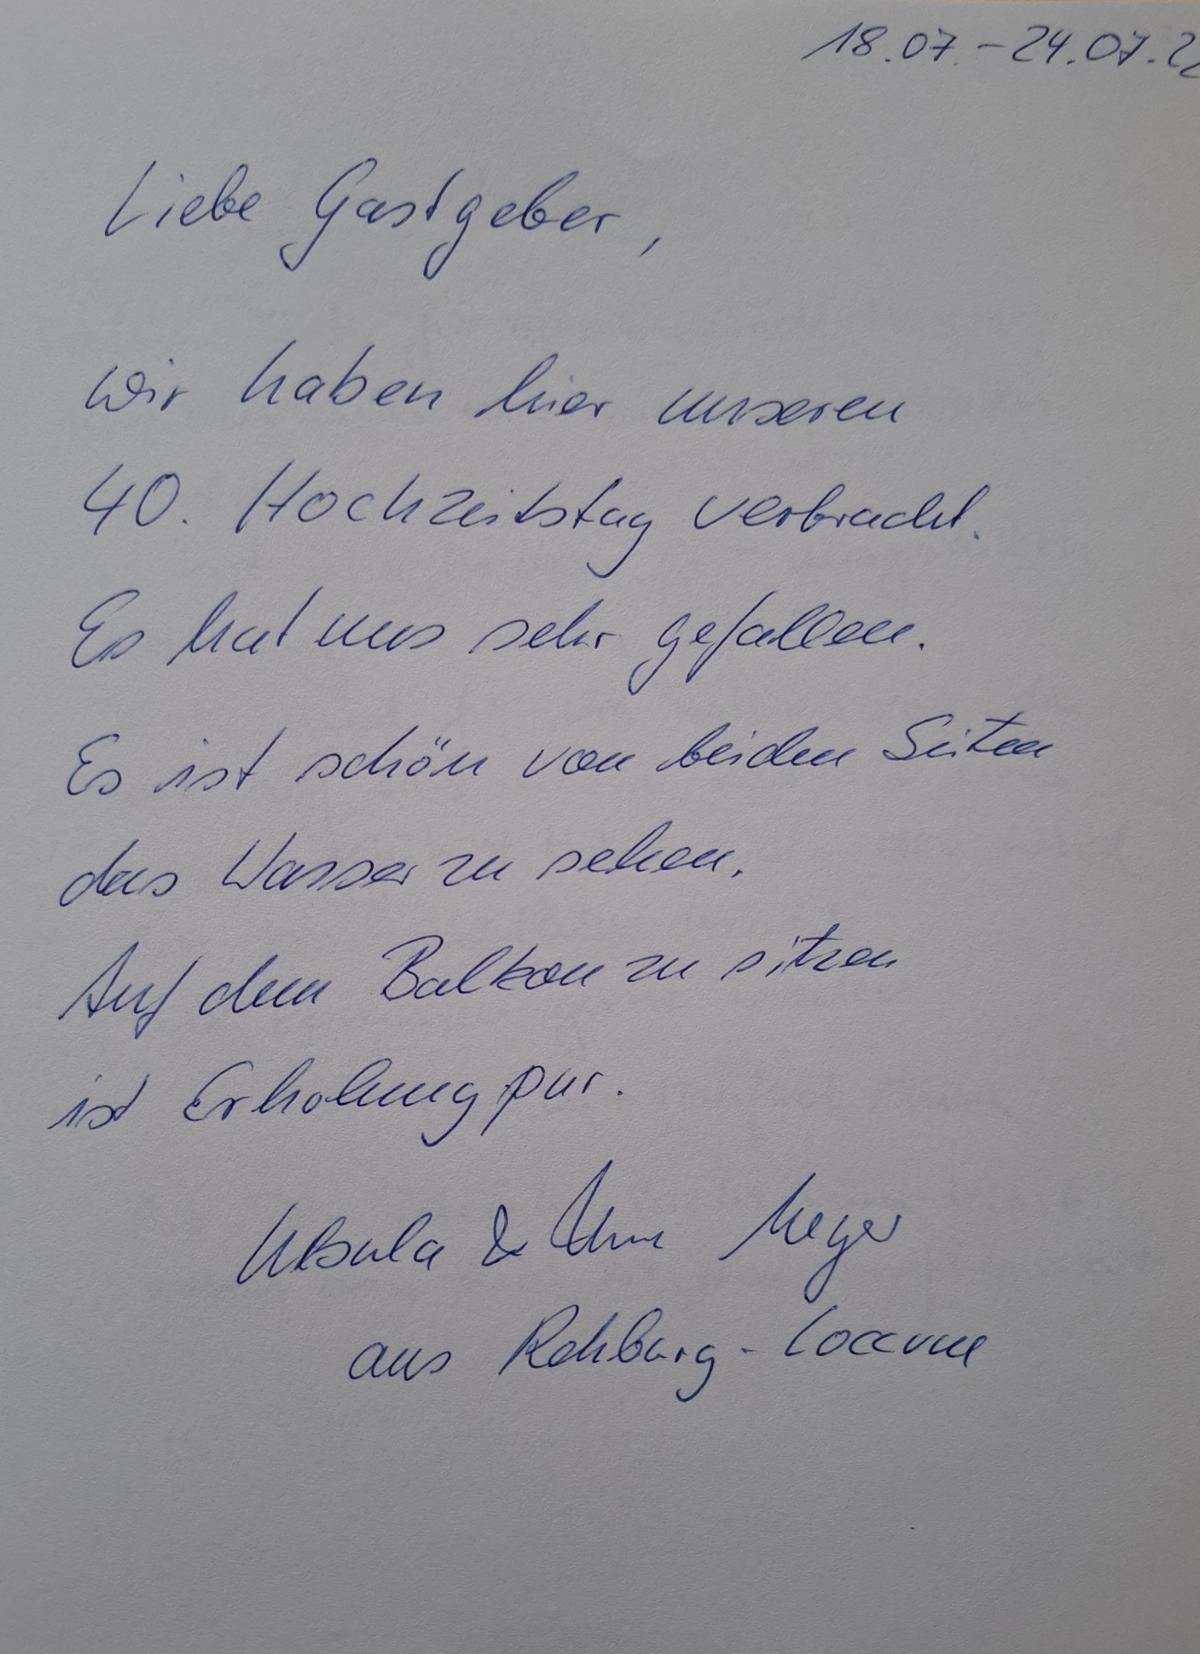 18.07. - 24.07.22
Liebe Gastgeber,
wir haben hier unseren
40. Hochzeitstag verbracht.
Es hat uns sehr gefallen.
Es ist schön von beiden Seiten
das Wasser zu sehen.
Auf dem Balkon zu sitzen
ist Erholung pur.
Ursula & Meyer
aus Rehburg - Loccum